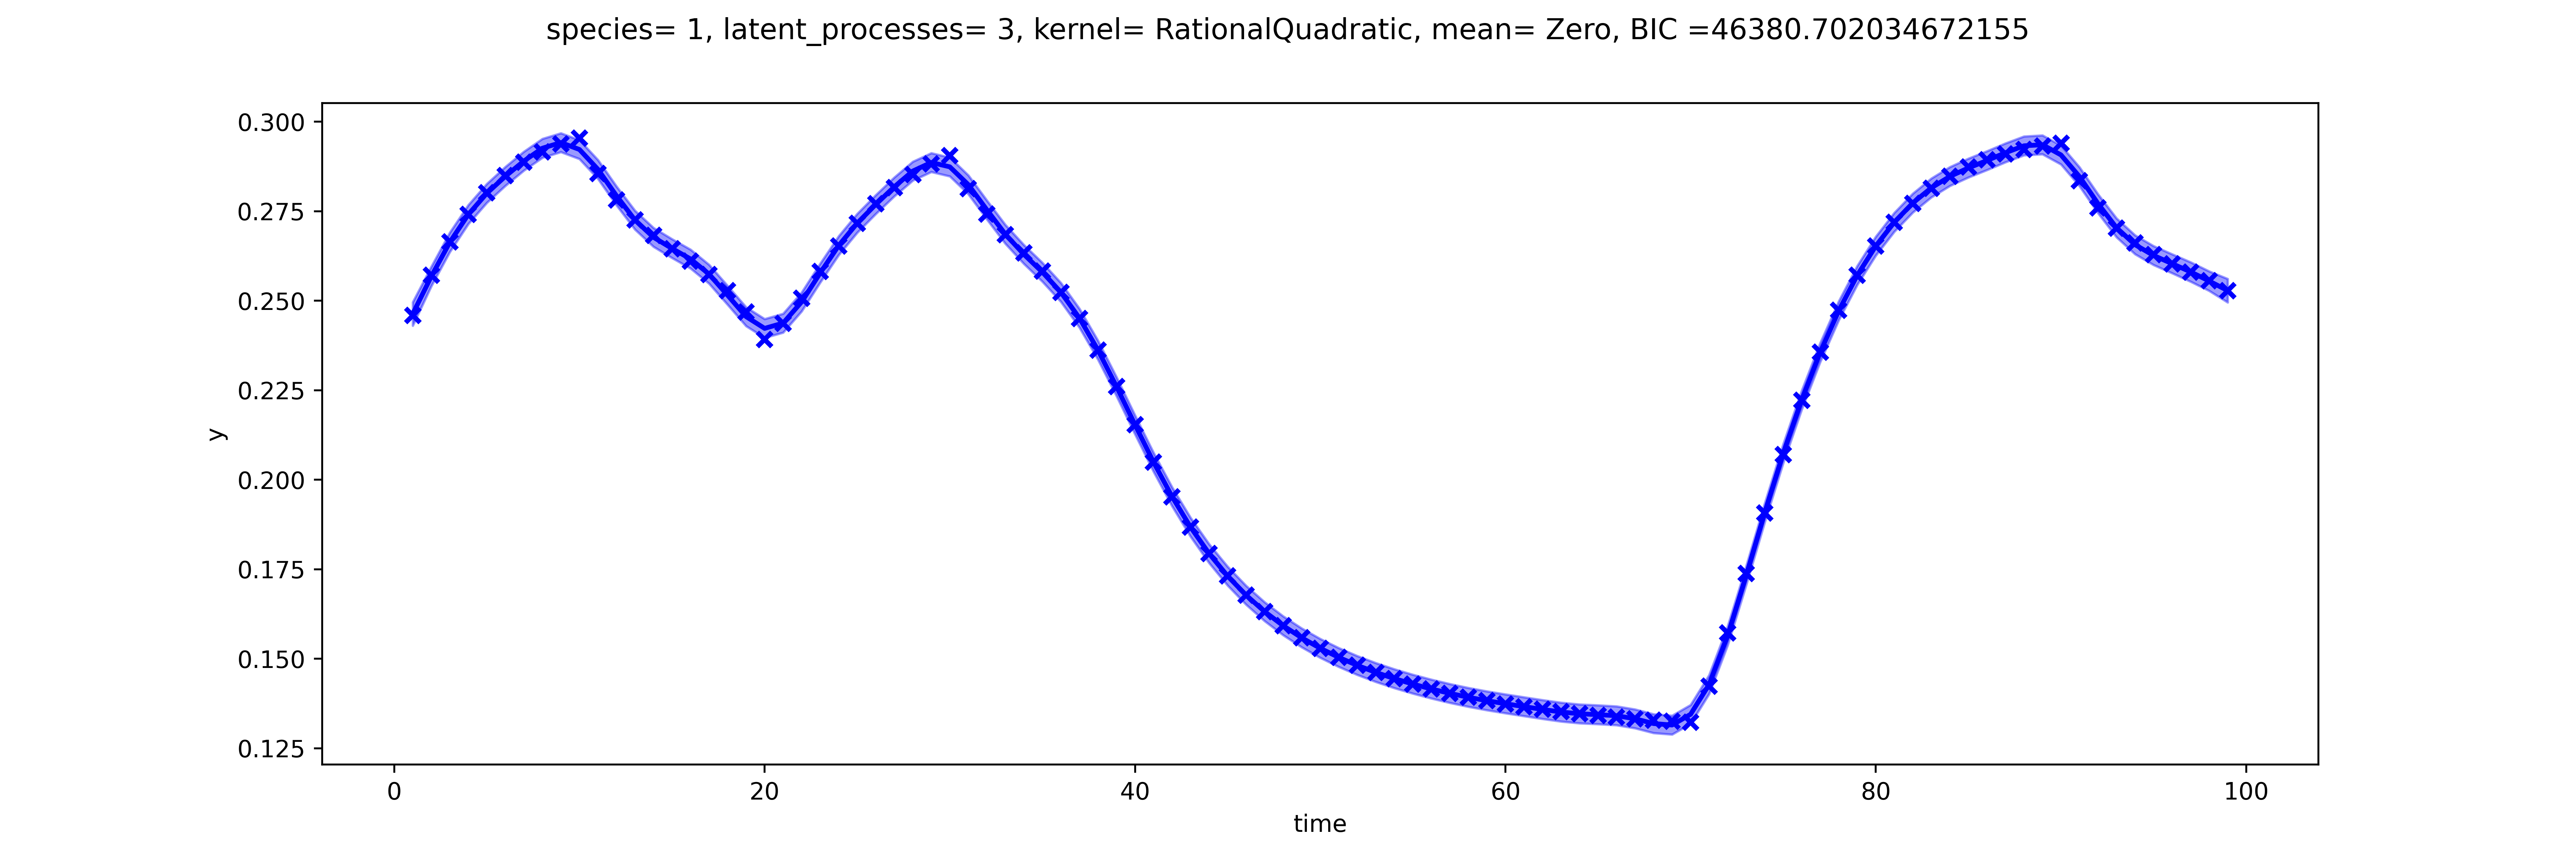 species= 1, latent_processes= 3, kernel= RationalQuadratic, mean= Zero, BIC =46380.702034672155
0.300
0.275
0.250
0.225
0.200
0.175
0.150
0.125
y
0 20 40 60 80 100
time